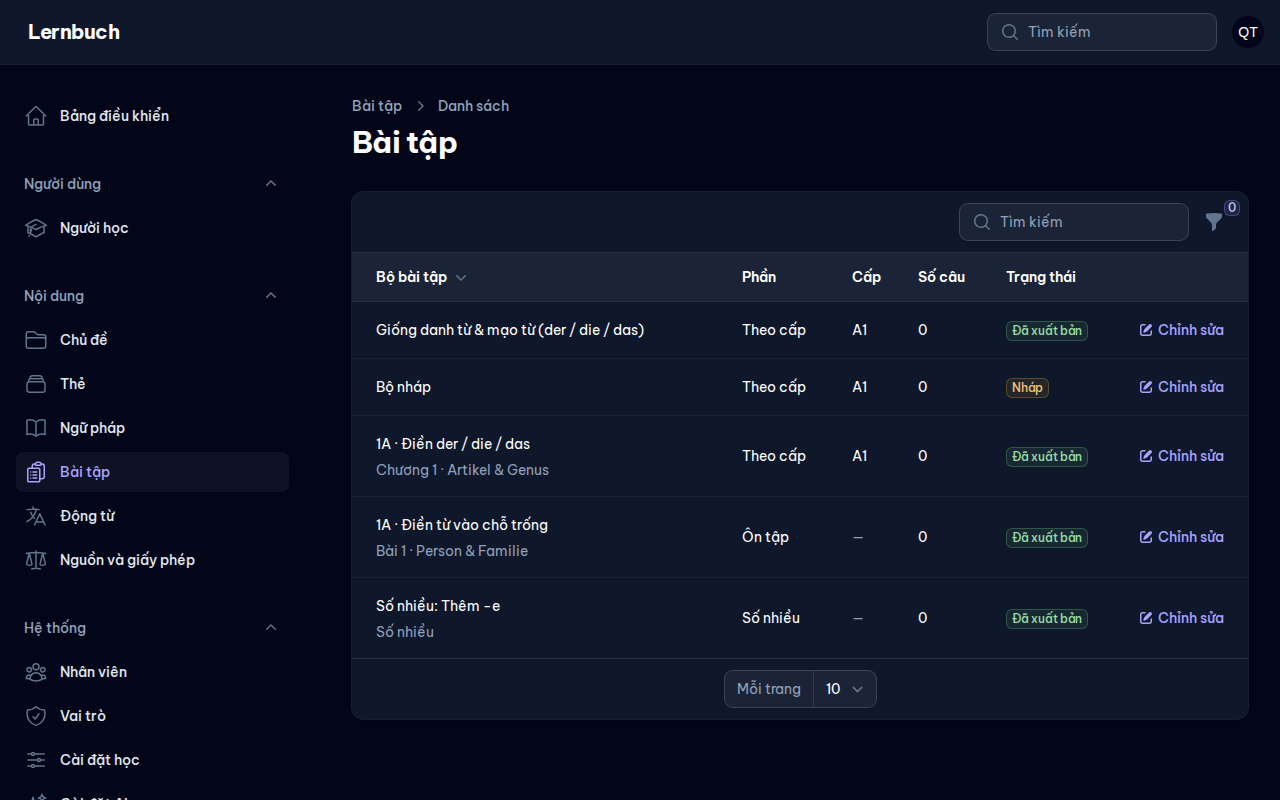 Lernbuch
Tìm kiếm
QT
Bảng điều khiển
Người dùng
Người học
Nội dung
Chủ đề
Thẻ
Ngữ pháp
Bài tập
Động từ
Nguồn và giấy phép
Hệ thống
Nhân viên
Vai trò
Cài đặt học
Bài tập > Danh sách
Bài tập
Tìm kiếm
0
Bộ bài tập Phần Cấp Số câu Trạng thái
Giống danh từ & mạo từ (der / die / das) Theo cấp A1 0 Đã xuất bản Chỉnh sửa
Bộ nháp Theo cấp A1 0 Nháp Chỉnh sửa
1A · Điền der / die / das
Chương 1 · Artikel & Genus
Theo cấp A1 0 Đã xuất bản Chỉnh sửa
1A · Điền từ vào chỗ trống
Bài 1 · Person & Familie
Ôn tập — 0 Đã xuất bản Chỉnh sửa
Số nhiều: Thêm -e
Số nhiều
Số nhiều — 0 Đã xuất bản Chỉnh sửa
Mỗi trang 10